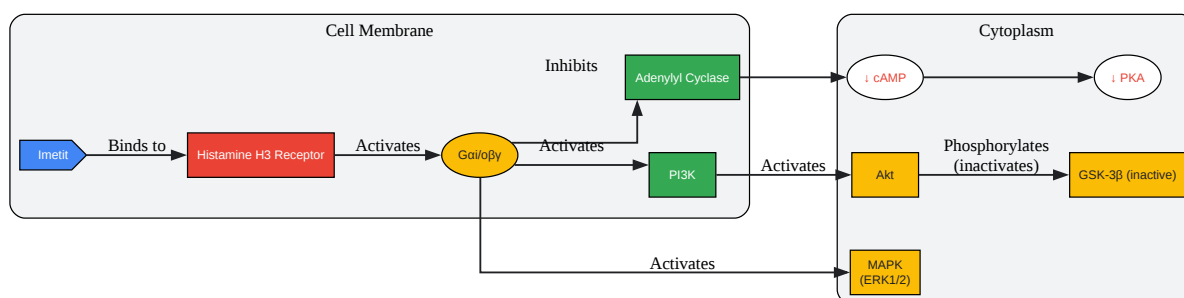 Cell Membrane
Cytoplasm
Inhibits
Adenylyl Cyclase
↓ cAMP
↓ PKA
Imetit
Binds to
Histamine H3 Receptor
Activates
Gαi/oβγ
Activates
PI3K
Activates
Akt
Phosphorylates
(inactivates)
GSK-3β (inactive)
Activates
MAPK
(ERK1/2)